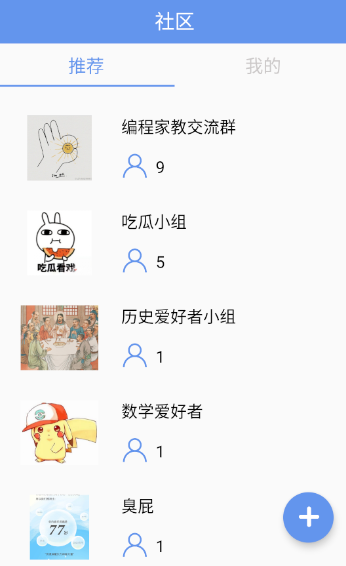 社区
推荐
我的
编程家教交流群
9
吃瓜小组
5
吃瓜看戏
历史爱好者小组
1
数学爱好者
1
臭屁
77
1